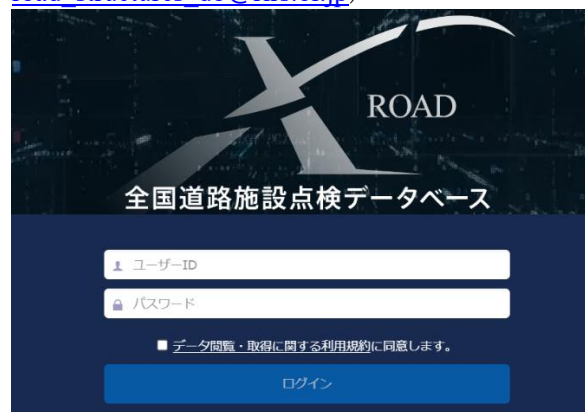 ROAD
全国道路施設点検データベース
ユーザーID
パスワード
データ閲覧・取得に関する利用規約に同意します。
ログイン